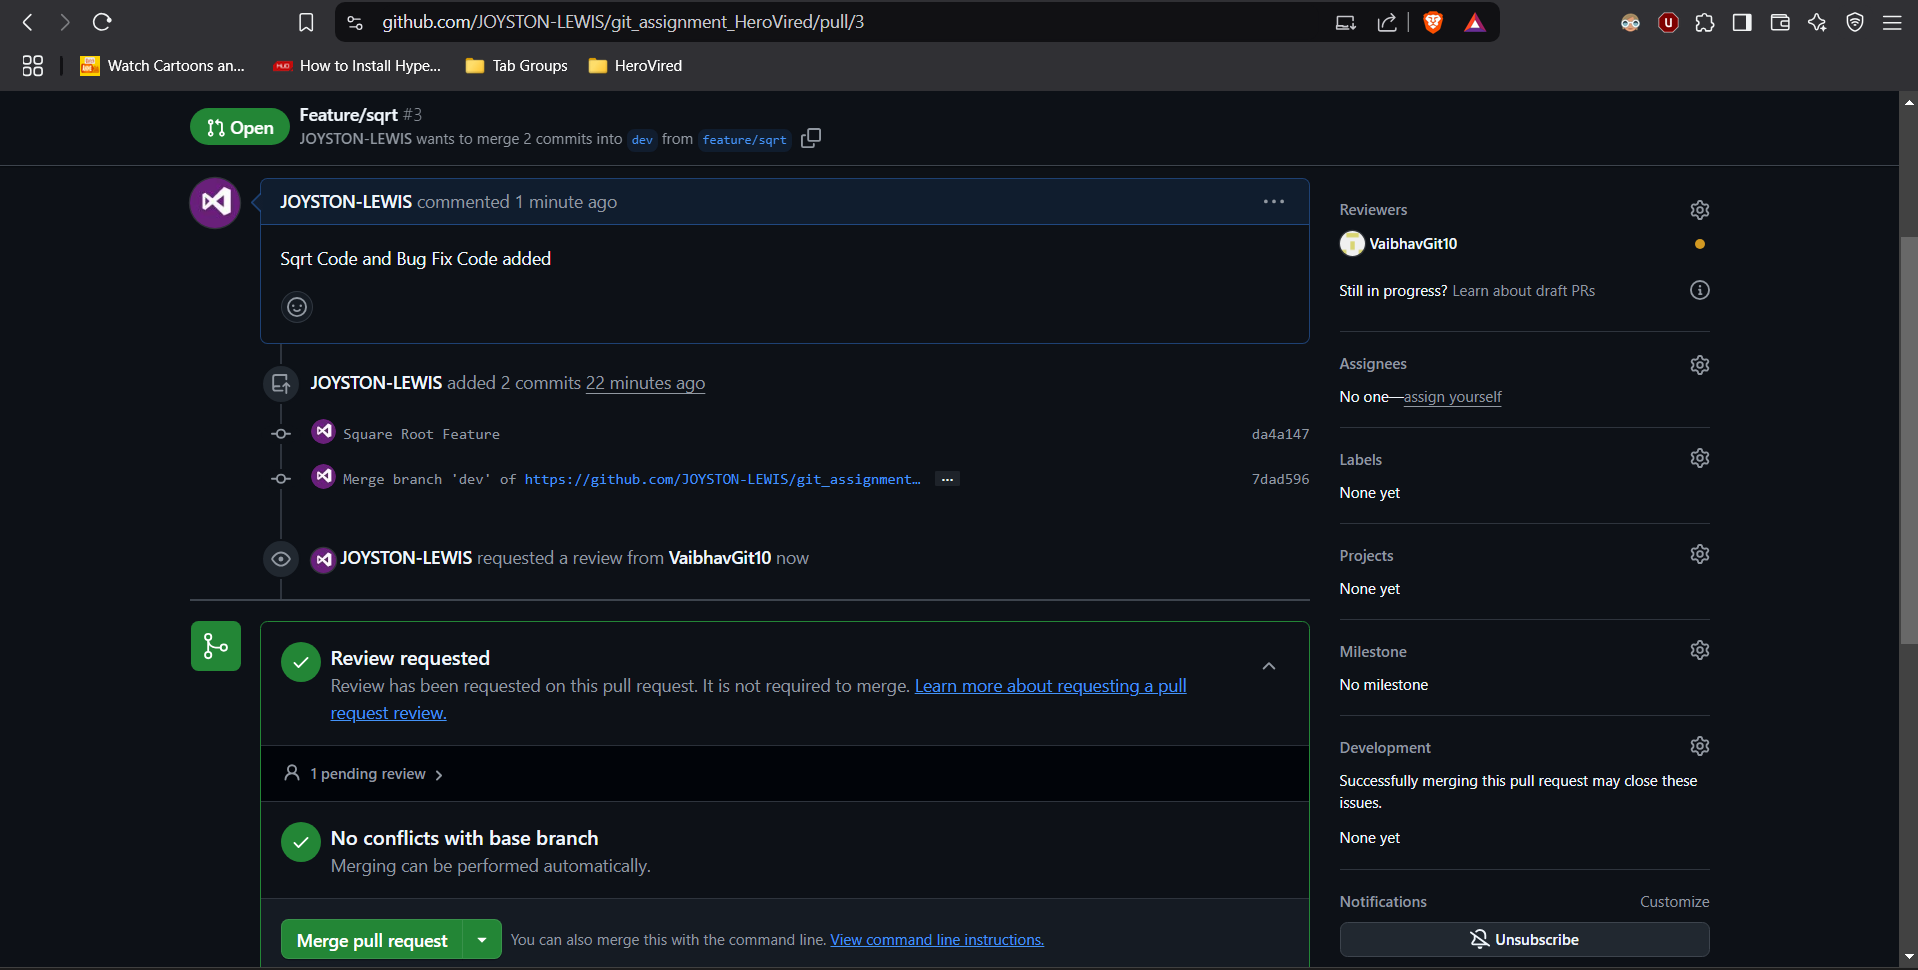 github.com/JOYSTON-LEWIS/git_assignment_HeroVired/pull/3
Watch Cartoons an...
How to Install Hype...
Tab Groups
HeroVired
Open
Feature/sqrt #3
JOYSTON-LEWIS wants to merge 2 commits into dev from feature/sqrt
JOYSTON-LEWIS commented 1 minute ago
Sqrt Code and Bug Fix Code added
JOYSTON-LEWIS added 2 commits 22 minutes ago
Square Root Feature da4a147
Merge branch 'dev' of https://github.com/JOYSTON-LEWIS/git_assignment… ... 7dad596
JOYSTON-LEWIS requested a review from VaibhavGit10 now
Review requested
Review has been requested on this pull request. It is not required to merge. Learn more about requesting a pull
request review.
1 pending review
No conflicts with base branch
Merging can be performed automatically.
Merge pull request
You can also merge this with the command line. View command line instructions.
Reviewers
VaibhavGit10
Still in progress? Learn about draft PRs
Assignees
No one—assign yourself
Labels
None yet
Projects
None yet
Milestone
No milestone
Development
Successfully merging this pull request may close these
issues.
None yet
Notifications
Customize
Unsubscribe